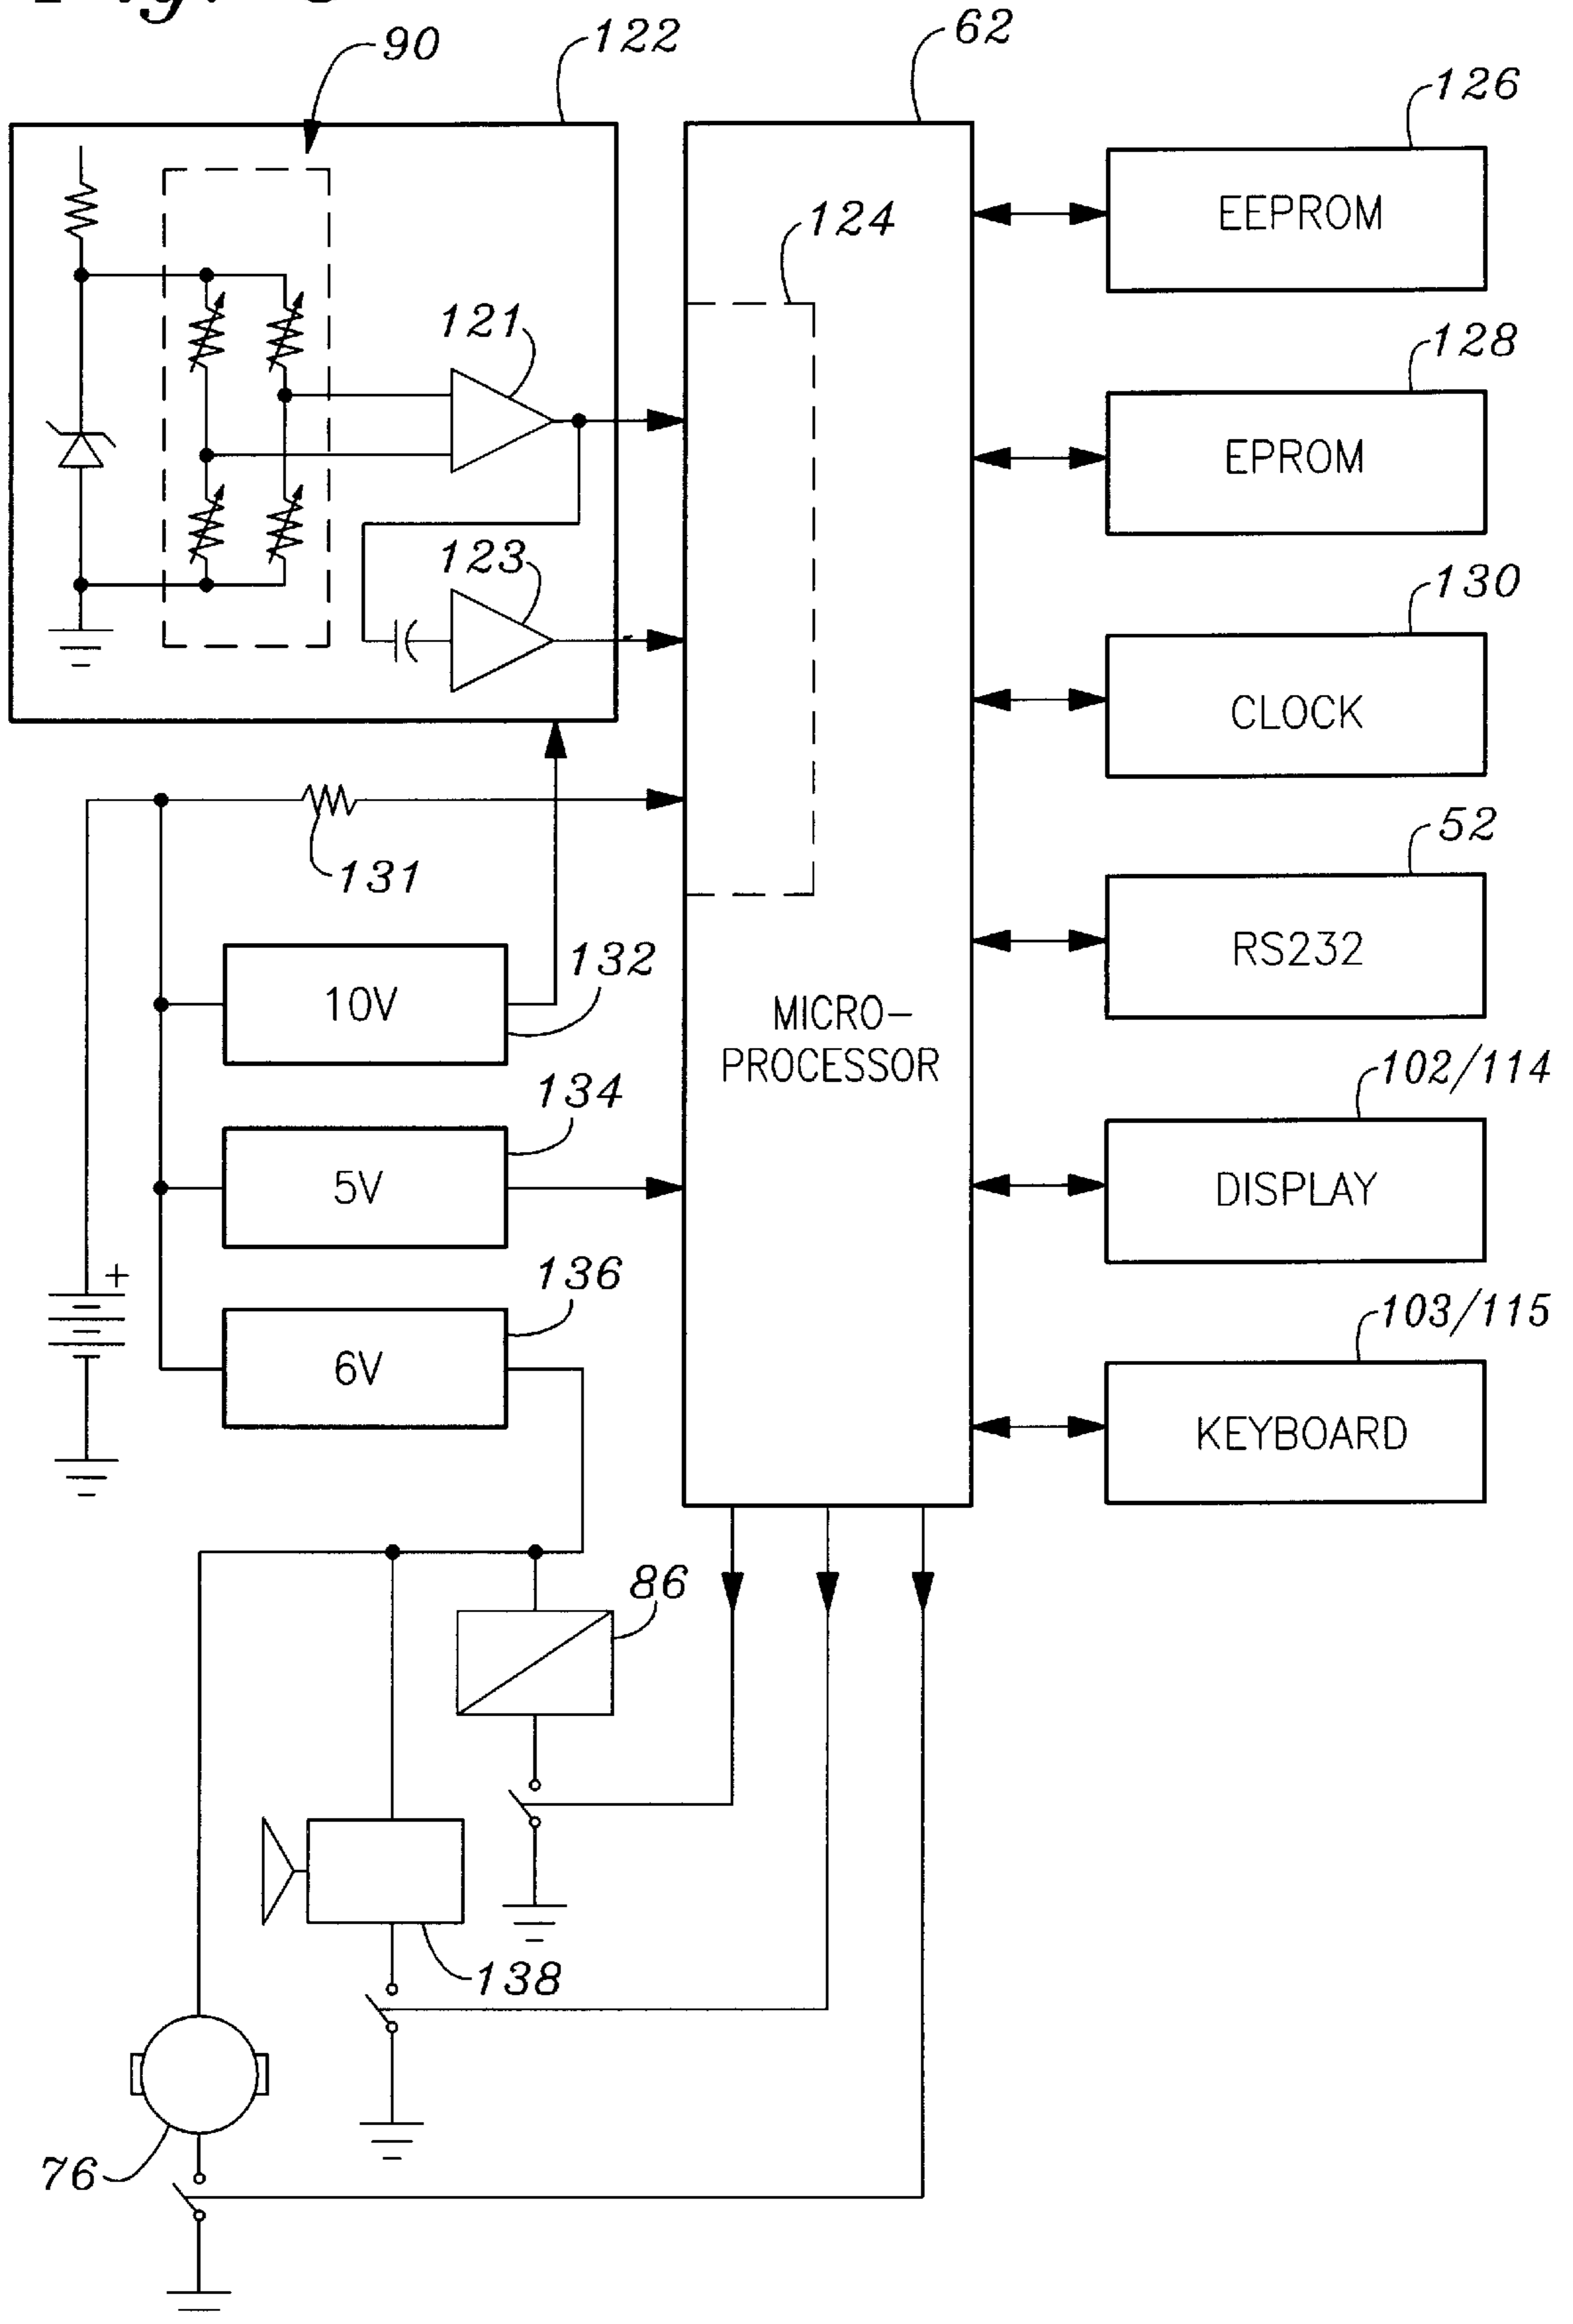 90
122
62
126
EEPROM
124
121
128
EPROM
123
130
CLOCK
131
52
RS232
132
10V
MICRO-
PROCESSOR
102/114
134
5V
DISPLAY
+
136
6V
103/115
KEYBOARD
86
138
76